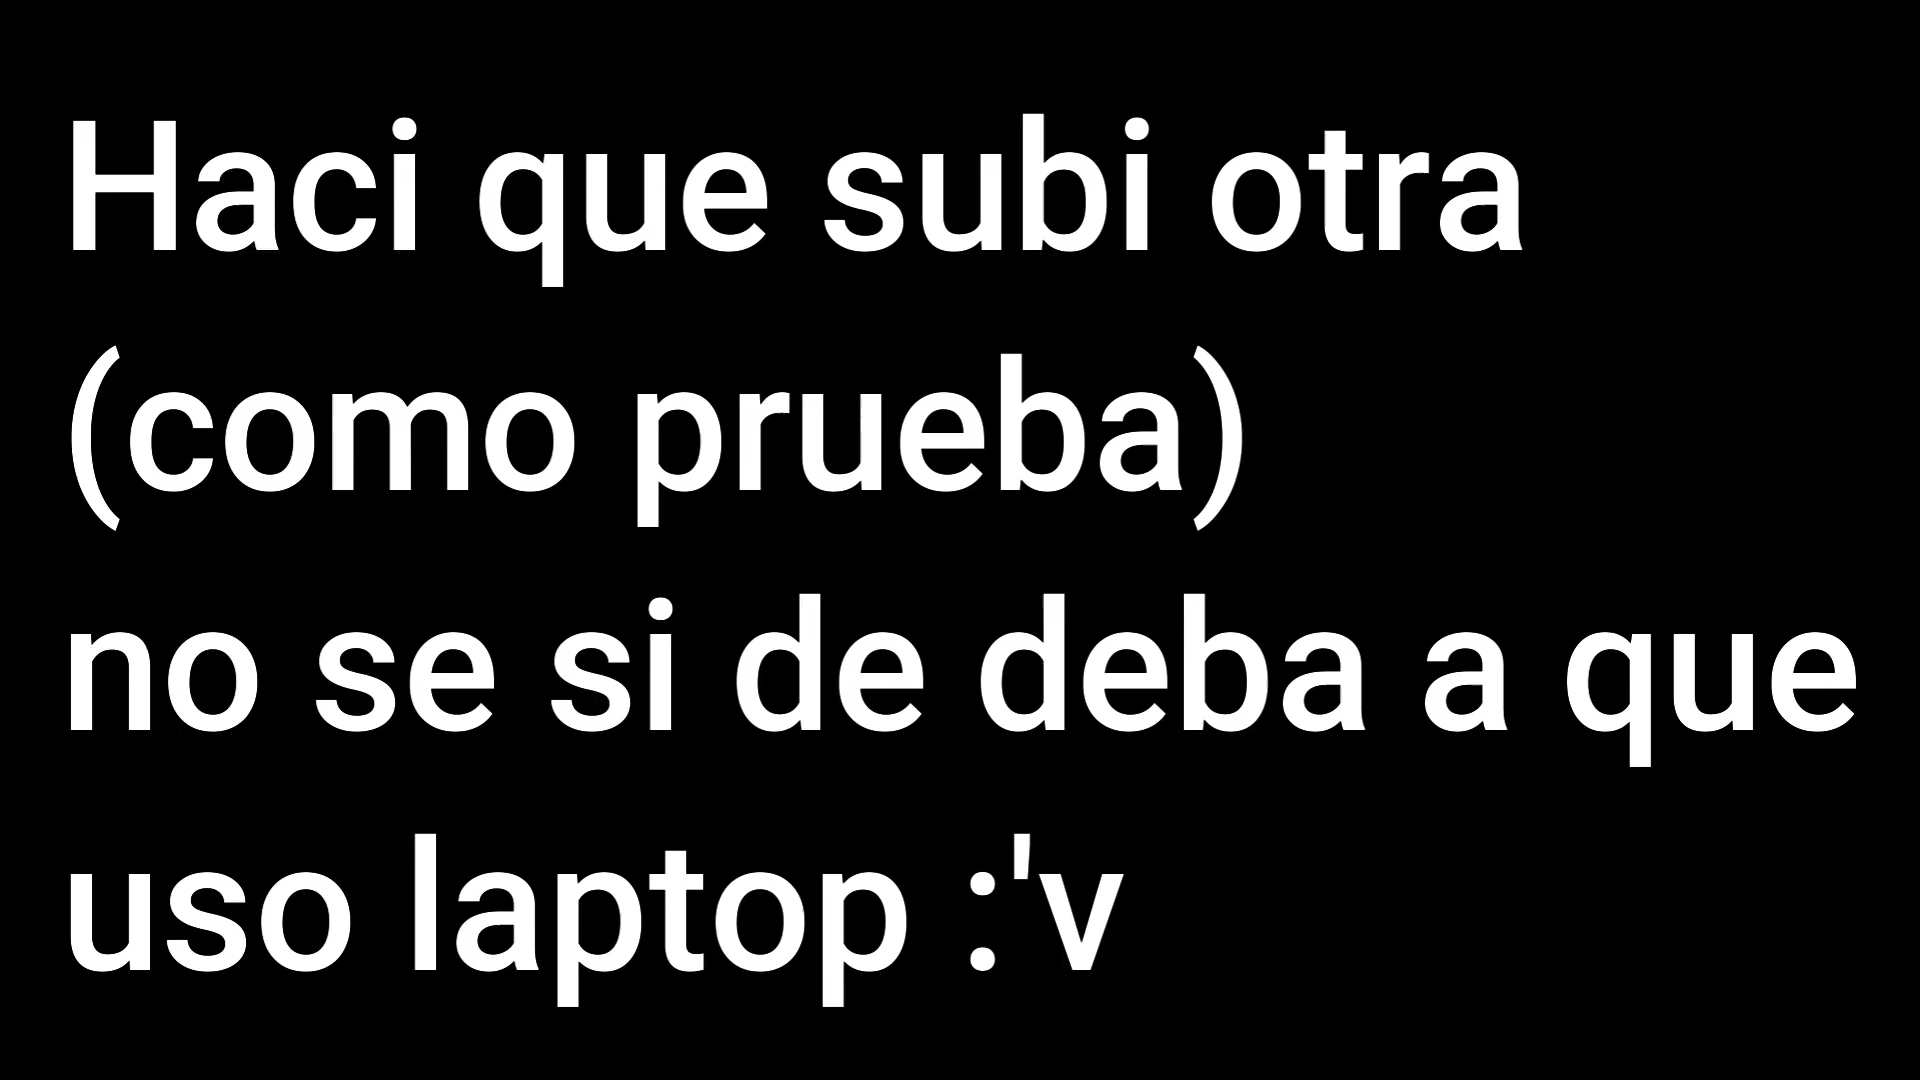 Haci que subi otra
(como prueba)
no se si de deba a que
uso laptop :'v